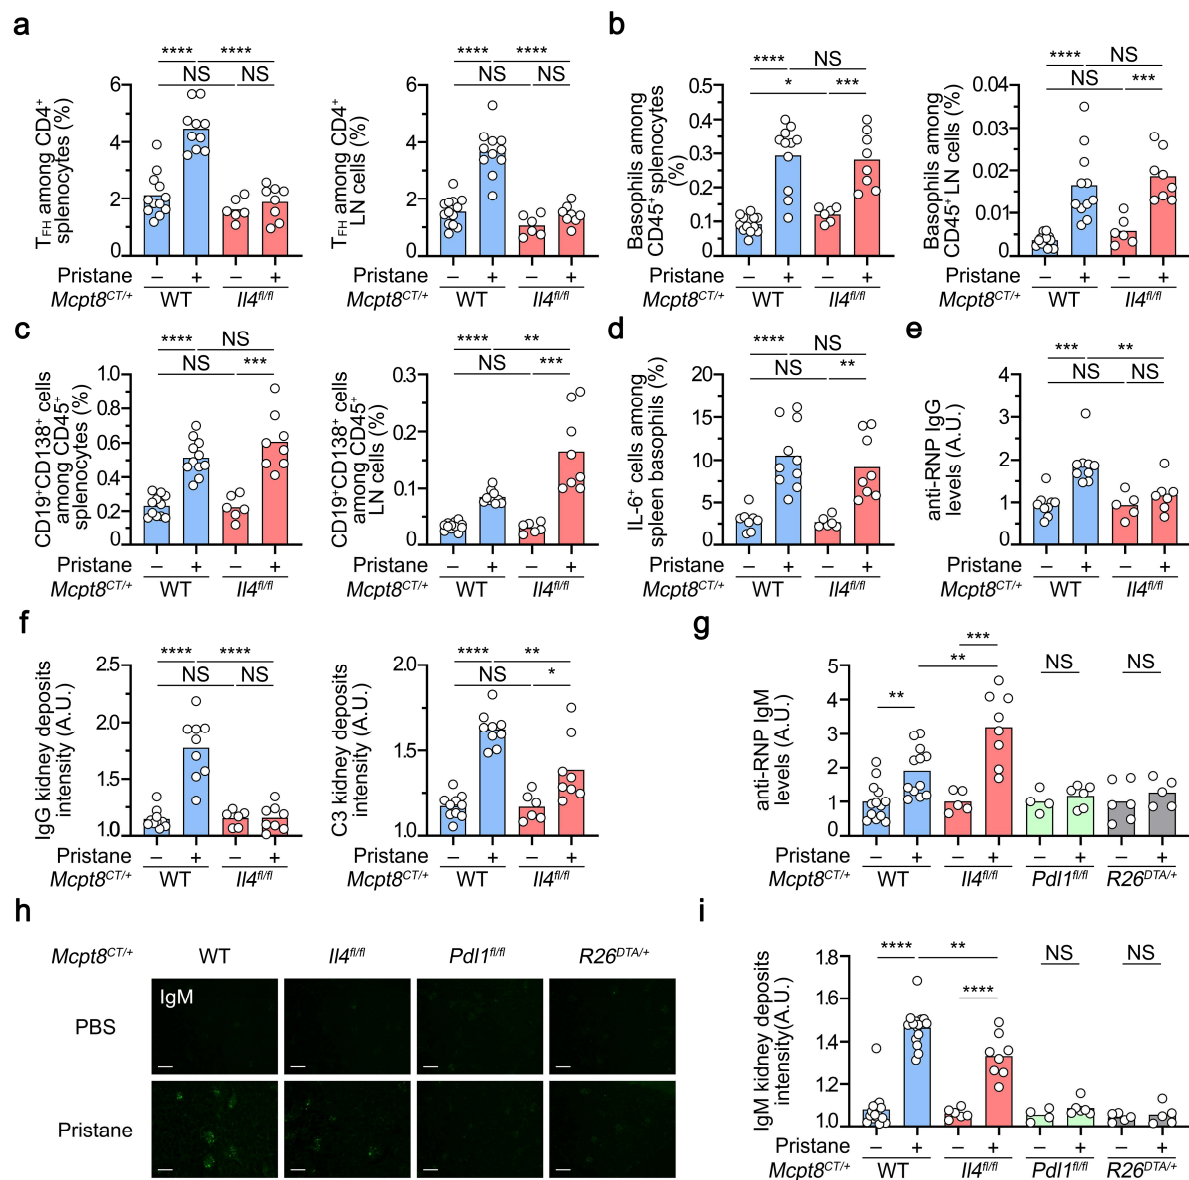 a
**** ****
NS NS
TFH among CD4+
splenocytes (%)
6
4
2
0
Pristane – + – +
Mcpt8CT/+ WT Il4fl/fl
**** ****
NS NS
TFH among CD4+
LN cells (%)
6
4
2
0
– + – +
Mcpt8CT/+ WT Il4fl/fl
b
**** NS
* ***
Basophils among
CD45+ splenocytes
(%)
0.5
0.4
0.3
0.2
0.1
0
Pristane – + – +
Mcpt8CT/+ WT Il4fl/fl
**** NS
NS ***
Basophils among
CD45+ LN cells (%)
0.04
0.03
0.02
0.01
0
– + – +
WT Il4fl/fl
c
**** NS
NS ***
CD19+CD138+ cells
among CD45+
splenocytes (%)
1.0
0.8
0.6
0.4
0.2
0
Pristane – + – +
Mcpt8CT/+ WT Il4fl/fl
**** **
NS ***
CD19+CD138+ cells
among CD45+
LN cells (%)
0.3
0.2
0.1
0
– + – +
Mcpt8CT/+ WT Il4fl/fl
d
**** NS
NS **
IL-6+ cells among
spleen basophils (%)
20
15
10
5
0
Pristane – + – +
Mcpt8CT/+ WT Il4fl/fl
e
*** **
NS NS
anti-RNP IgG
levels (A.U.)
4
3
2
1
0
– + – +
WT Il4fl/fl
f
**** ****
NS NS
IgG kidney deposits
intensity (A.U.)
2.5
2.0
1.5
1.0
Pristane – + – +
Mcpt8CT/+ WT Il4fl/fl
**** **
NS *
C3 kidney deposits
intensity (A.U.)
2.0
1.5
1.0
– + – +
Mcpt8CT/+ WT Il4fl/fl
g
***
** NS NS
**
anti-RNP IgM
levels (A.U.)
5
4
3
2
1
0
Pristane – + – + – + – +
Mcpt8CT/+ WT Il4fl/fl Pdl1fl/fl R26DTA/+
h
Mcpt8CT/+ WT Il4fl/fl Pdl1fl/fl R26DTA/+
IgM
PBS
Pristane
i
**** ** NS NS
****
IgM kidney deposits
intensity(A.U.)
1.8
1.6
1.4
1.2
1.0
Pristane – + – + – + – +
Mcpt8CT/+ WT Il4fl/fl Pdl1fl/fl R26DTA/+